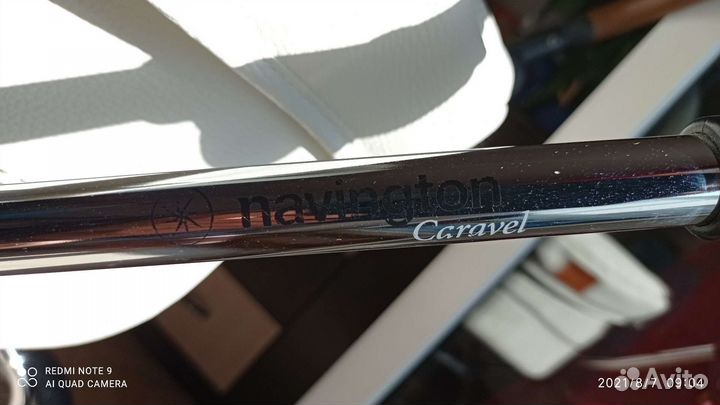 navington
Caravel
REDMI NOTE 9
AI QUAD CAMERA
2021/8/7 09:04
Avito